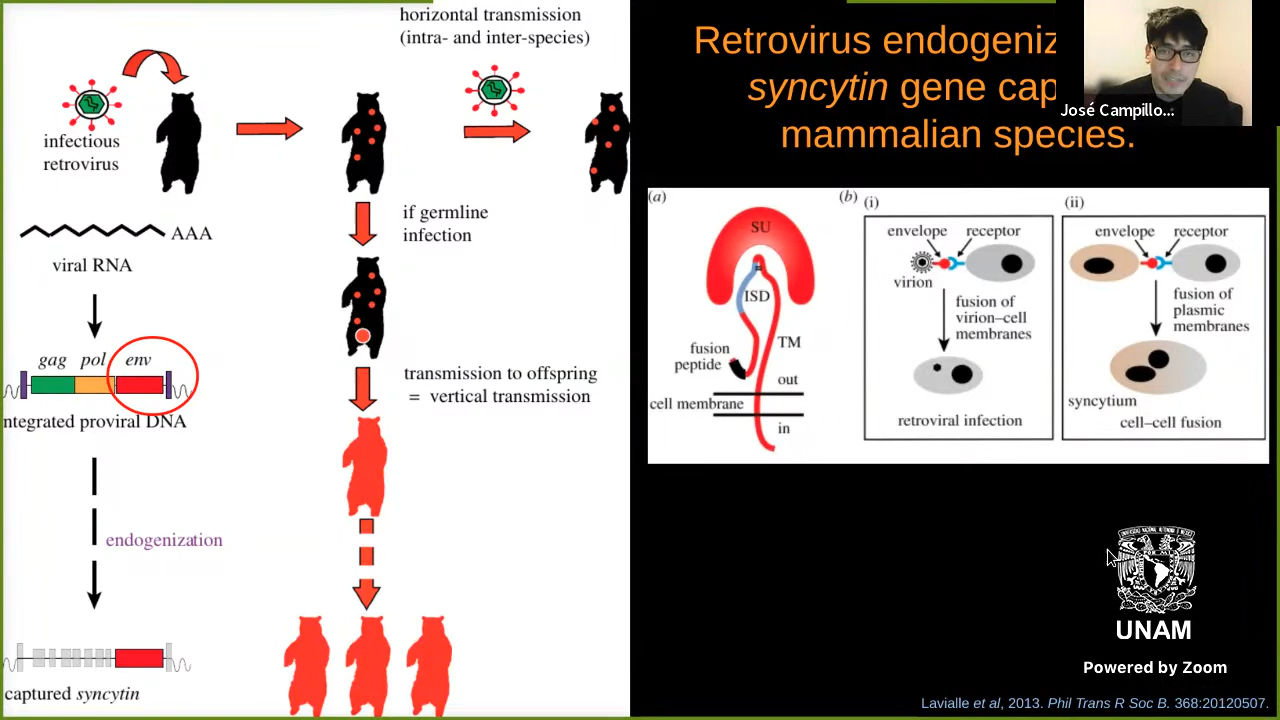 horizontal transmission
(intra- and inter-species)
infectious
retrovirus
if germline
infection
AAA
viral RNA
gag pol env
ntegrated proviral DNA
transmission to offspring
= vertical transmission
endogenization
captured syncytin
Retrovirus endogeniz
syncytin gene cap
mammalian species.
José Campillo...
(a)
SU
ISD
TM
fusion
peptide
out
cell membrane
in
(b)
(i)
envelope receptor
virion
fusion of
virion–cell
membranes
retroviral infection
(ii)
envelope receptor
fusion of
plasmic
membranes
syncytium
cell–cell fusion
UNAM
Powered by Zoom
Lavialle et al, 2013. Phil Trans R Soc B. 368:20120507.